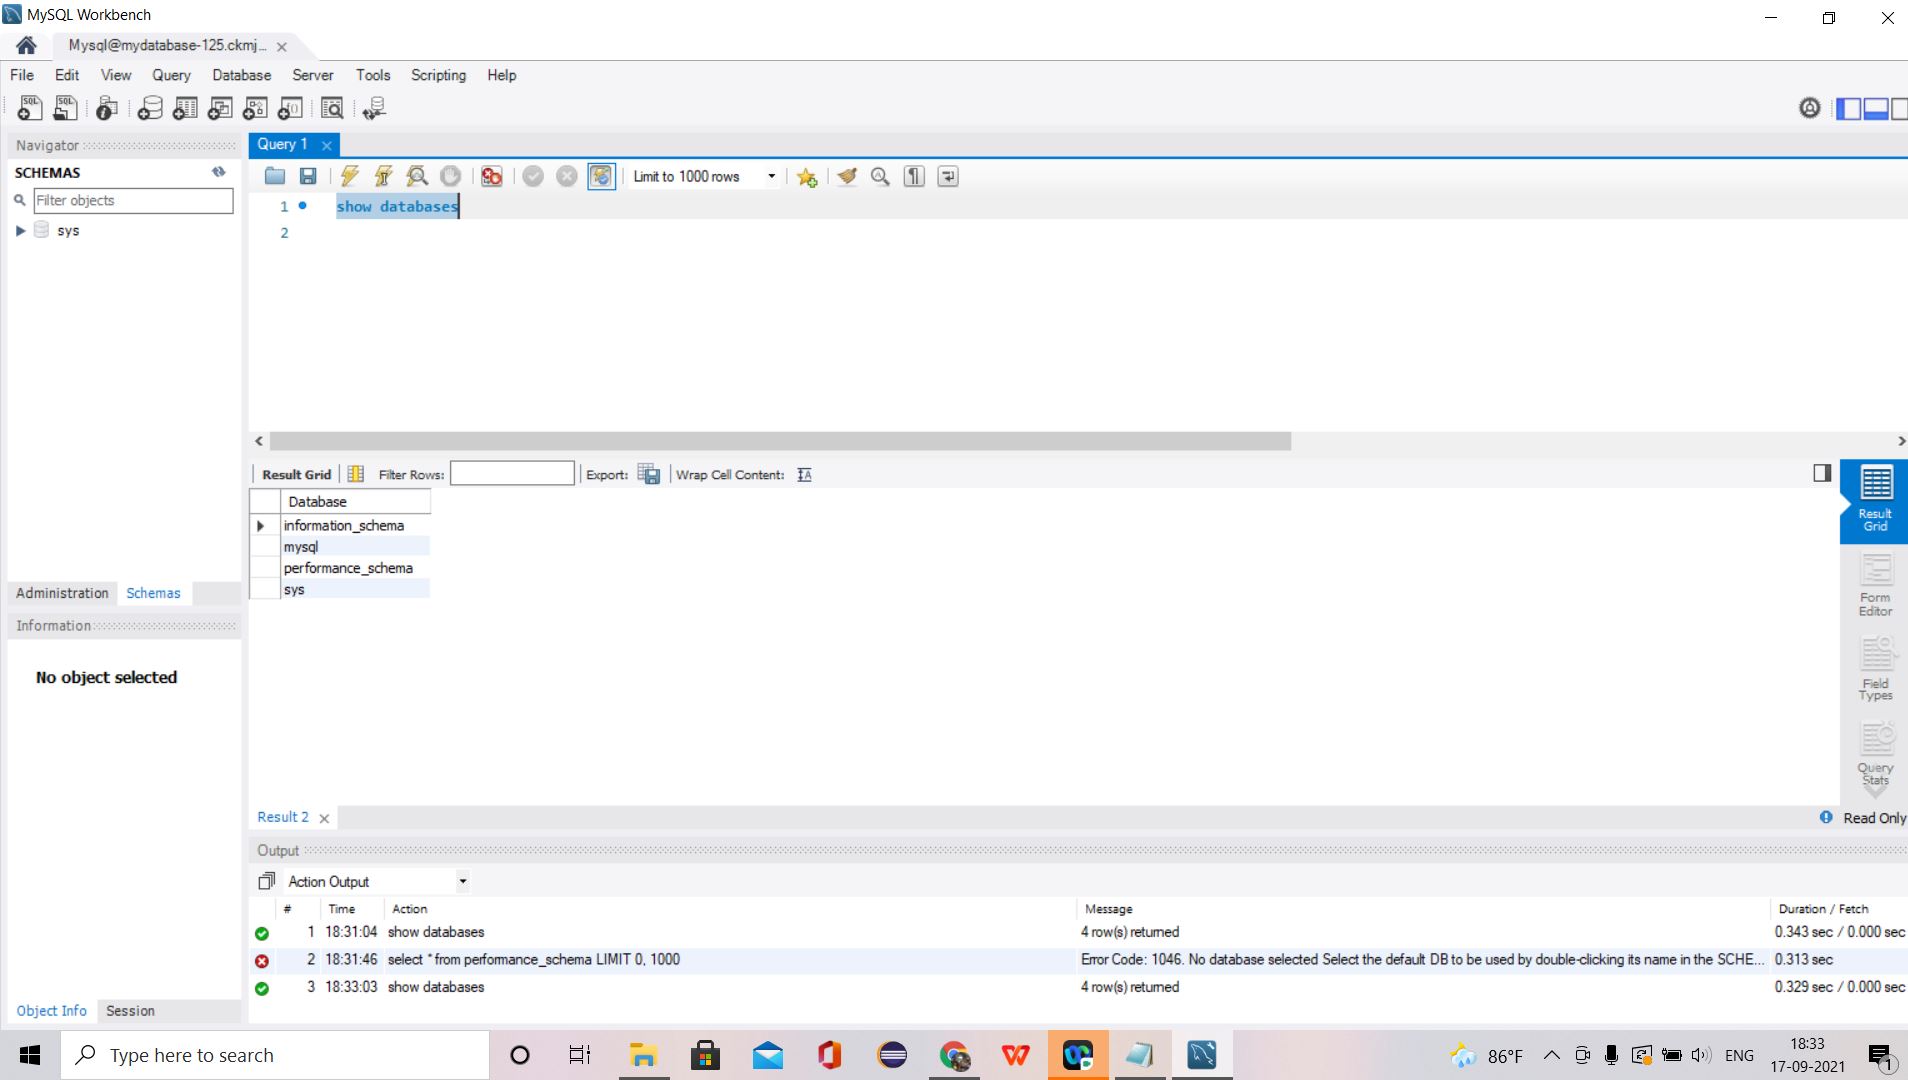 MySQL Workbench
Mysql@mydatabase-125.ckmj...
File Edit View Query Database Server Tools Scripting Help
Navigator
SCHEMAS
Filter objects
sys
Administration Schemas
Information
No object selected
Object Info Session
Query 1
Limit to 1000 rows
1 show databases
2
Result Grid Filter Rows: Export: Wrap Cell Content:
Database
information_schema
mysql
performance_schema
sys
Result
Grid
Form
Editor
Field
Types
Query
Stats
Result 2
Read Only
Output
Action Output
# Time Action Message Duration / Fetch
1 18:31:04 show databases 4 row(s) returned 0.343 sec / 0.000 sec
2 18:31:46 select * from performance_schema LIMIT 0, 1000 Error Code: 1046. No database selected Select the default DB to be used by double-clicking its name in the SCHE... 0.313 sec
3 18:33:03 show databases 4 row(s) returned 0.329 sec / 0.000 sec
Type here to search
86°F
ENG
18:33
17-09-2021
1